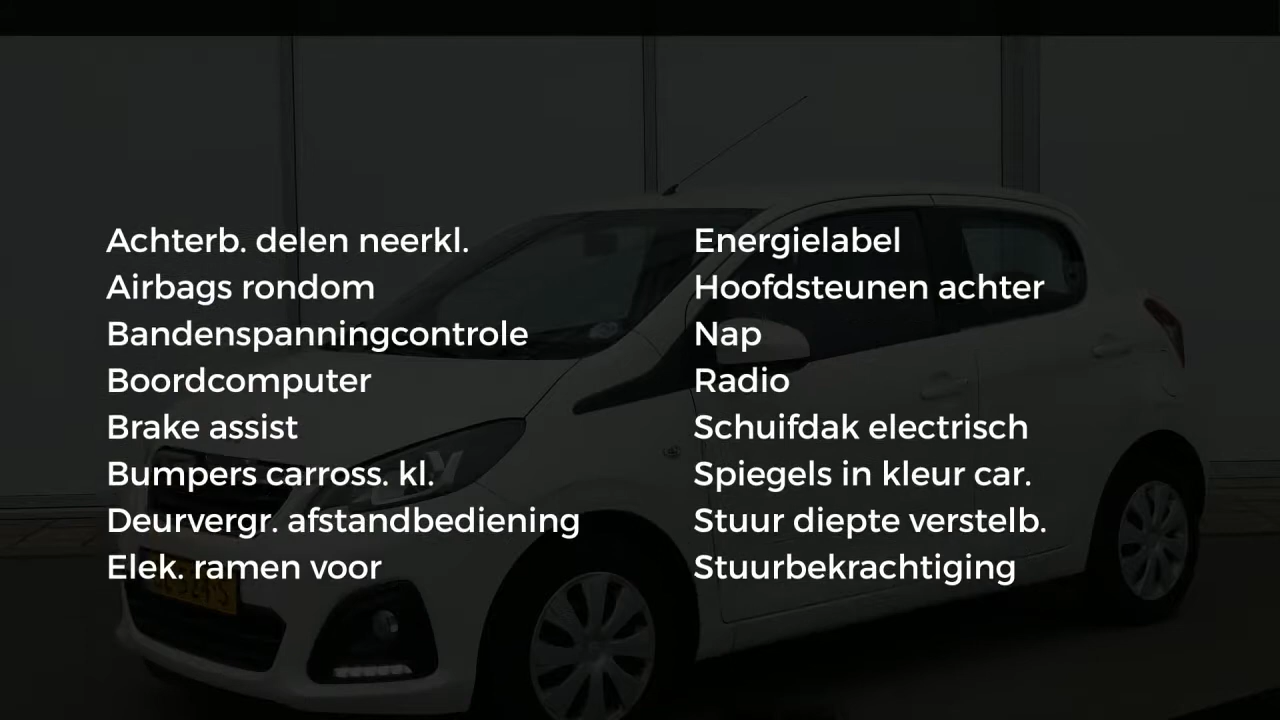 Achterb. delen neerkl.
Airbags rondom
Bandenspanningcontrole
Boordcomputer
Brake assist
Bumpers carross. kl.
Deurvergr. afstandbediening
Elek. ramen voor
Energielabel
Hoofdsteunen achter
Nap
Radio
Schuifdak electrisch
Spiegels in kleur car.
Stuur diepte verstelb.
Stuurbekrachtiging